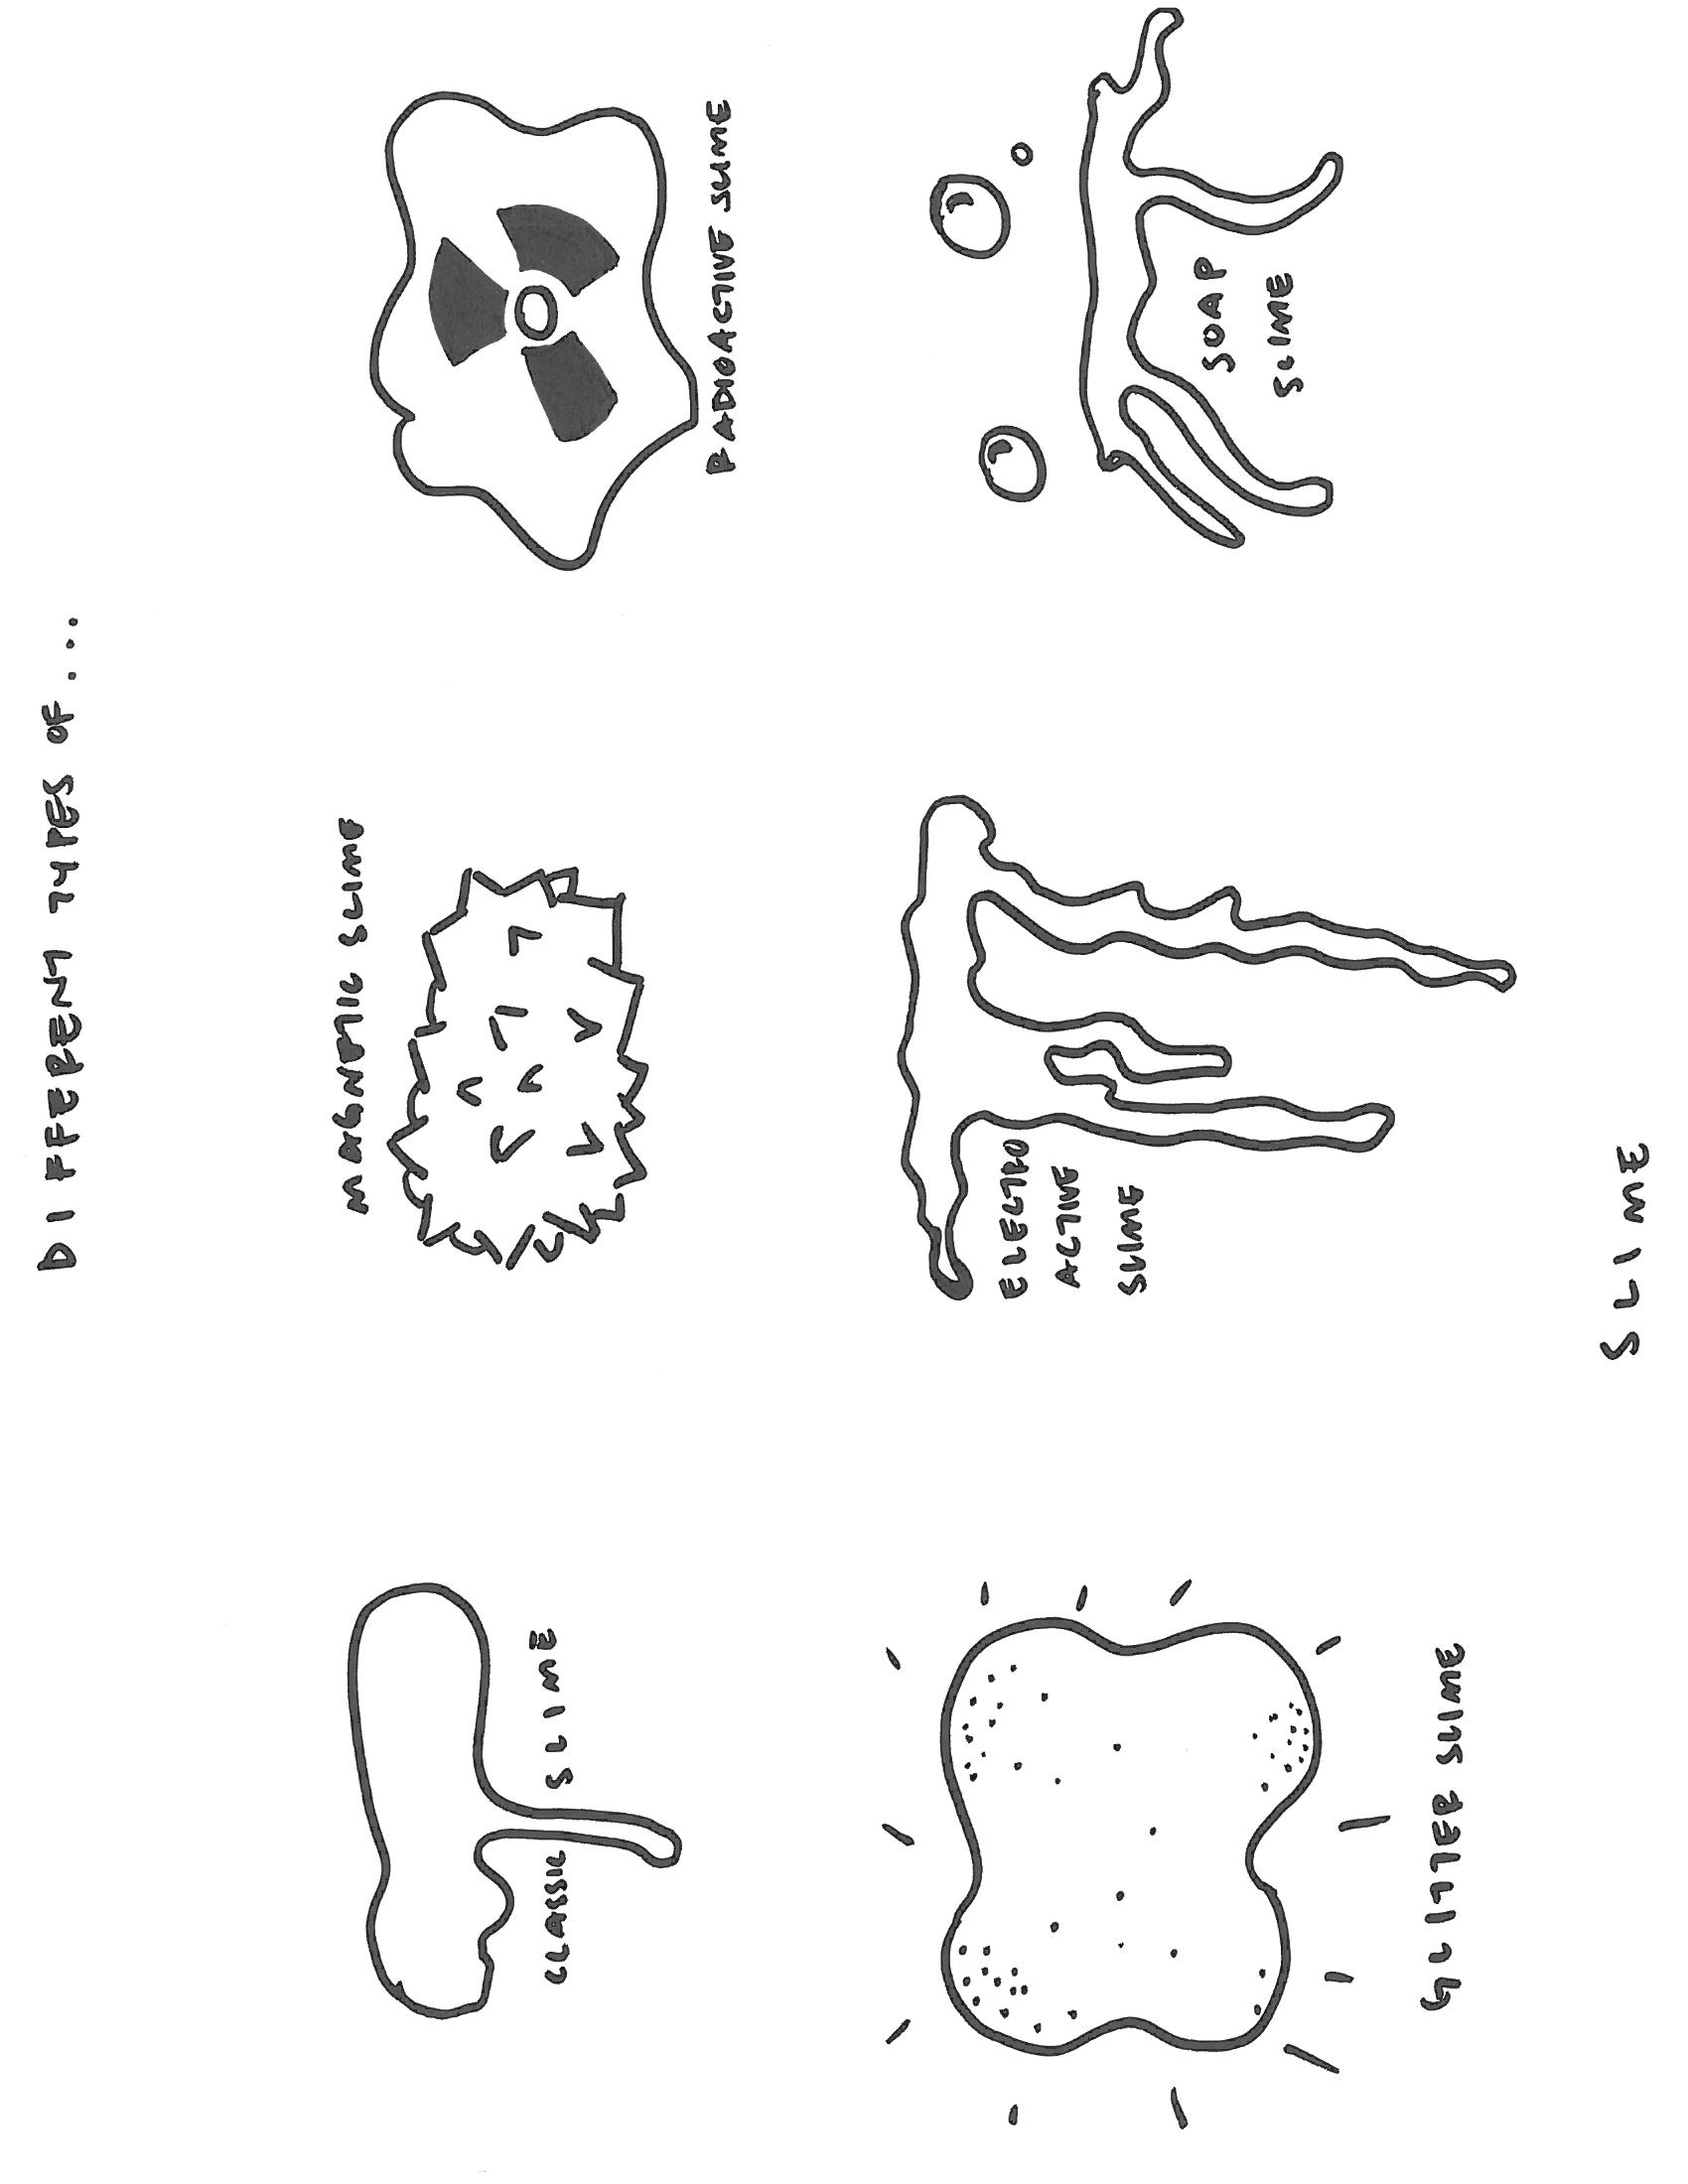 DIFFERENT TYPES OF...
CLASSIC SLIME
MAGNETIC SLIME
RADIOACTIVE SLIME
GLITTER SLIME
ELECTRO
ACTIVE
SLIME
SOAP
SLIME
SLIME